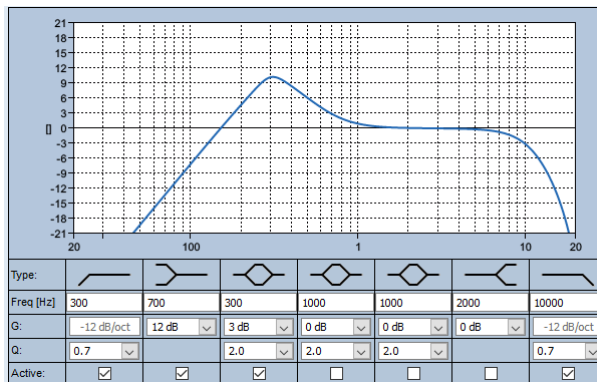 21
18
15
12
9
6
3
[] 0
-3
-6
-9
-12
-15
-18
-21
20 100 1 10 20
Type:
Freq [Hz] 300 700 300 1000 1000 2000 10000
G: -12 dB/oct 12 dB 3 dB 0 dB 0 dB 0 dB -12 dB/oct
Q: 0.7 2.0 2.0 2.0 0.7
Active: